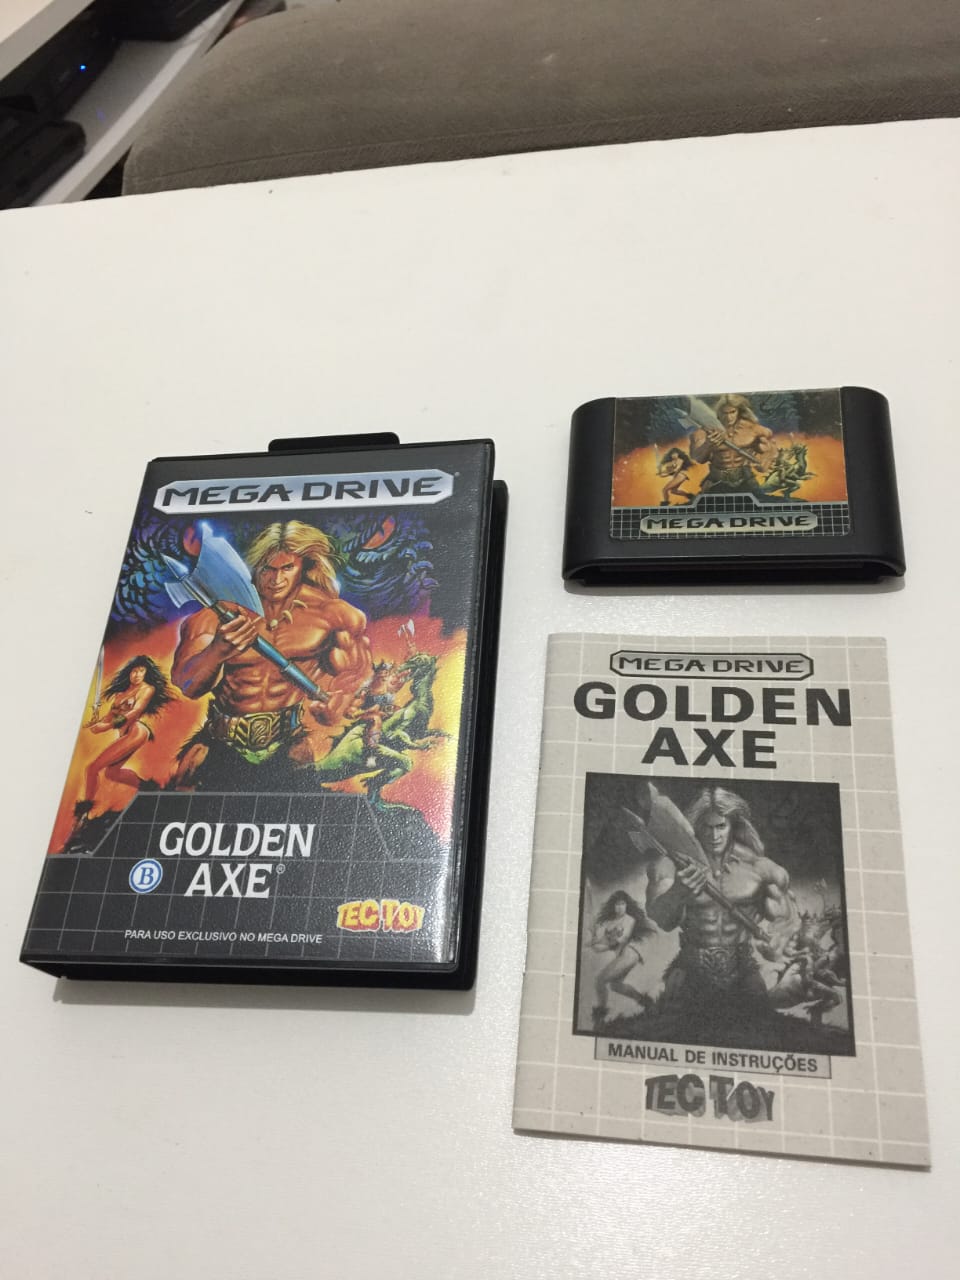 MEGA DRIVE
GOLDEN
AXE®
B
TEC TOY
PARA USO EXCLUSIVO NO MEGA DRIVE
MEGA DRIVE
MEGA DRIVE
GOLDEN
AXE
MANUAL DE INSTRUÇÕES
TEC TOY